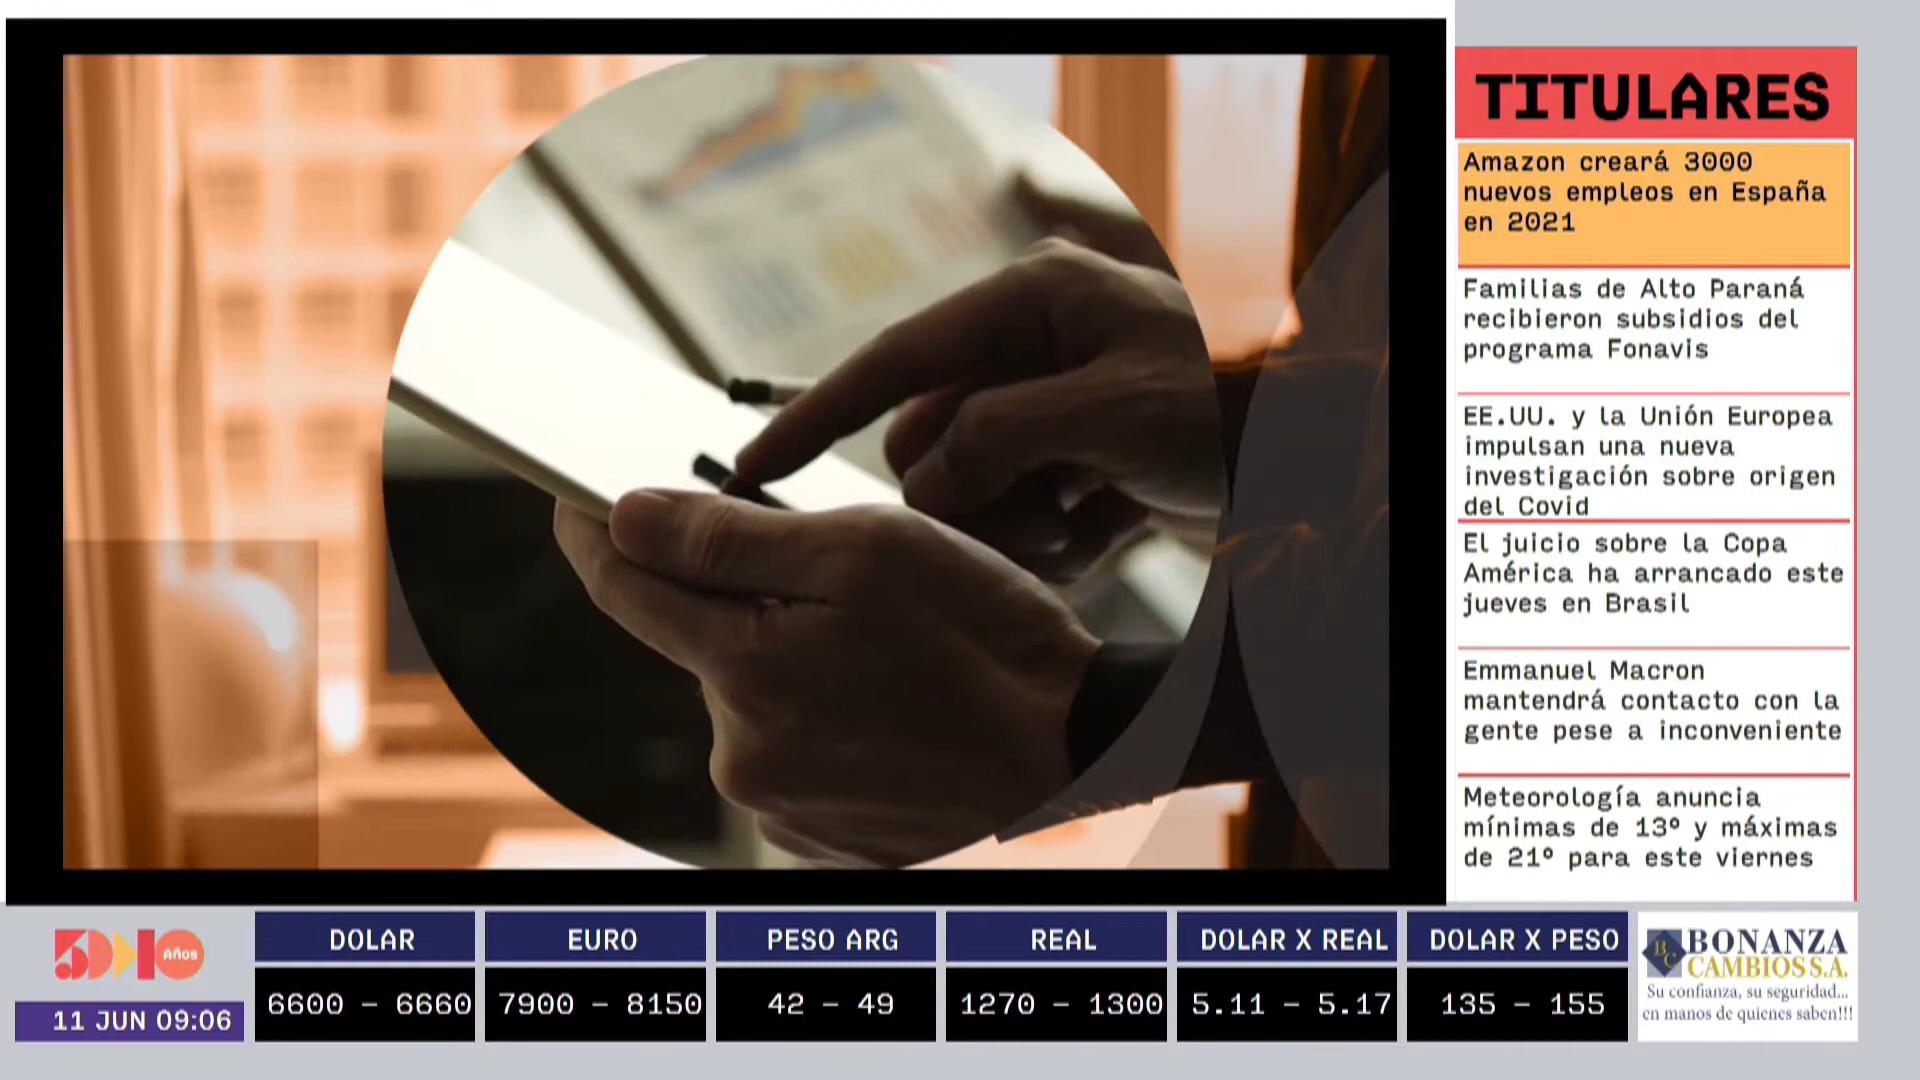 TITULARES
Amazon creará 3000
nuevos empleos en España
en 2021
Familias de Alto Paraná
recibieron subsidios del
programa Fonavis
EE.UU. y la Unión Europea
impulsan una nueva
investigación sobre origen
del Covid
El juicio sobre la Copa
América ha arrancado este
jueves en Brasil
Emmanuel Macron
mantendrá contacto con la
gente pese a inconveniente
Meteorología anuncia
mínimas de 13º y máximas
de 21º para este viernes
Años
11 JUN 09:06
DOLAR
6600 - 6660
EURO
7900 - 8150
PESO ARG
42 - 49
REAL
1270 - 1300
DOLAR X REAL
5.11 - 5.17
DOLAR X PESO
135 - 155
BC
BONANZA
CAMBIOS S.A.
Su confianza, su seguridad...
en manos de quienes saben!!!